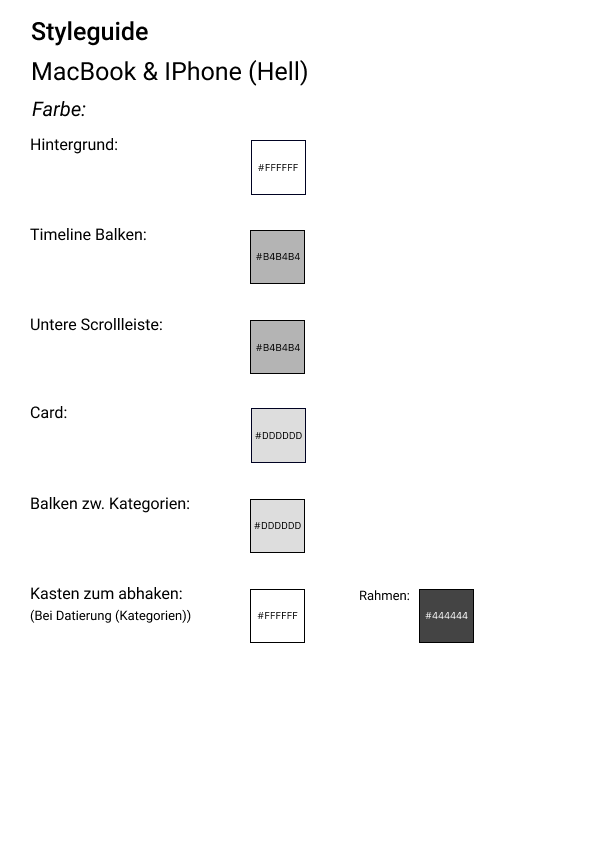 Styleguide
MacBook & IPhone (Hell)
Farbe:
Hintergrund:
#FFFFFF
Timeline Balken:
#B4B4B4
Untere Scrollleiste:
#B4B4B4
Card:
#DDDDDD
Balken zw. Kategorien:
#DDDDDD
Kasten zum abhaken:
(Bei Datierung (Kategorien))
#FFFFFF
Rahmen:
#444444